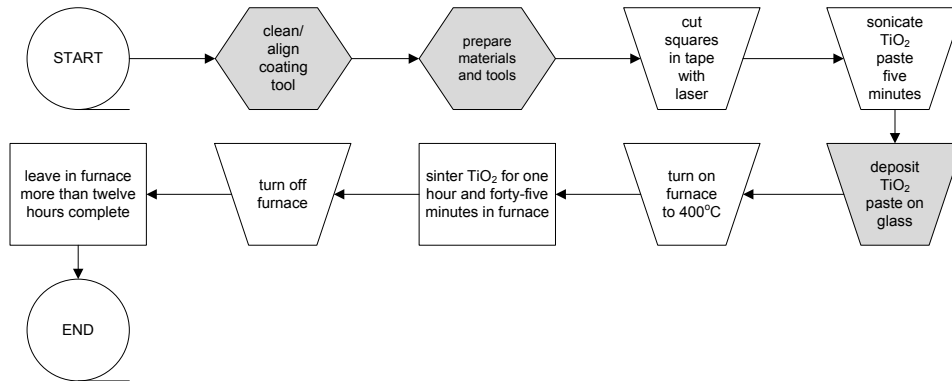 START
clean/
align
coating
tool
prepare
materials
and tools
cut
squares
in tape
with
laser
sonicate
TiO₂
paste
five
minutes
deposit
TiO₂
paste on
glass
turn on
furnace
to 400°C
sinter TiO₂ for one
hour and forty-five
minutes in furnace
turn off
furnace
leave in furnace
more than twelve
hours complete
END